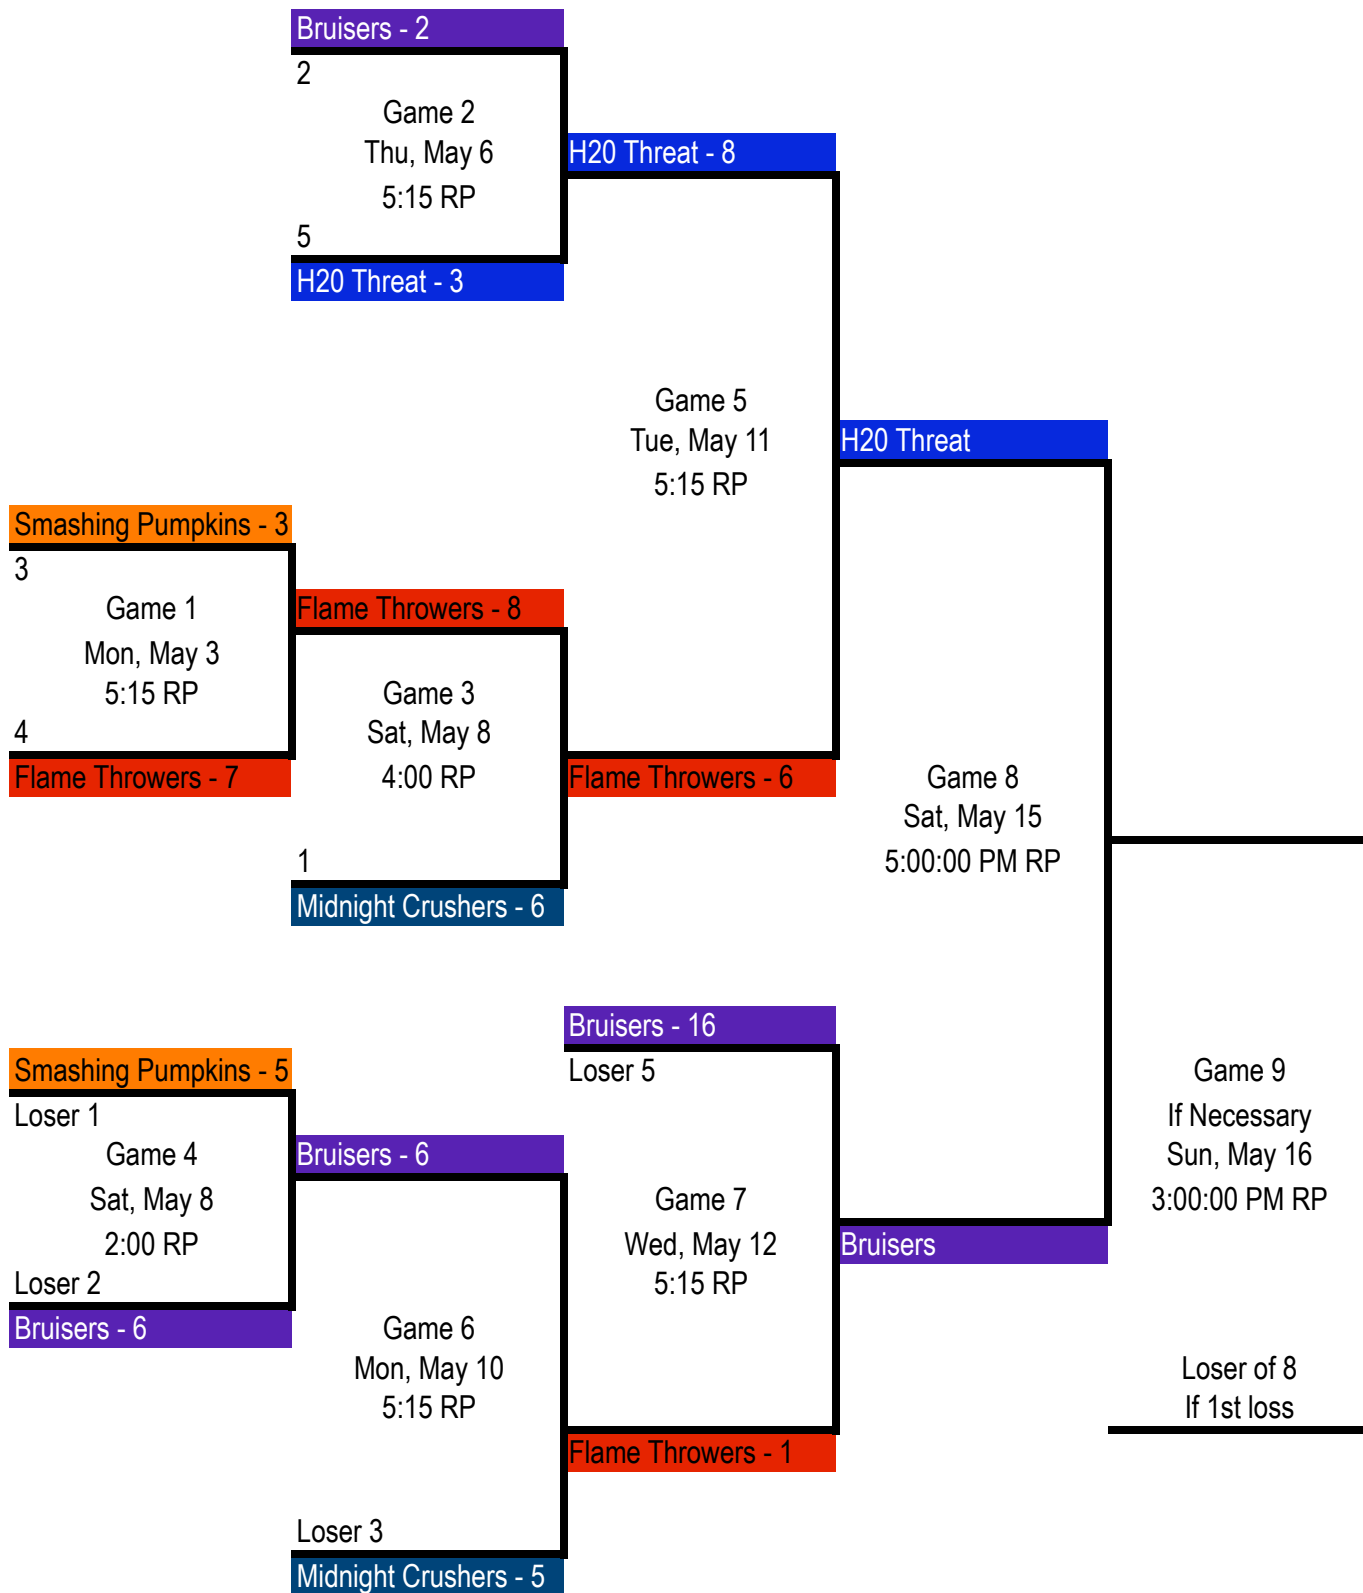 Bruisers - 2
2
Game 2
Thu, May 6
5:15 RP
5
H20 Threat - 3
H20 Threat - 8
Game 5
Tue, May 11
5:15 RP
H20 Threat
Smashing Pumpkins - 3
3
Game 1
Mon, May 3
5:15 RP
4
Flame Throwers - 7
Flame Throwers - 8
Game 3
Sat, May 8
4:00 RP
1
Midnight Crushers - 6
Flame Throwers - 6
Game 8
Sat, May 15
5:00:00 PM RP
Smashing Pumpkins - 5
Loser 1
Game 4
Sat, May 8
2:00 RP
Loser 2
Bruisers - 6
Bruisers - 6
Game 6
Mon, May 10
5:15 RP
Loser 3
Midnight Crushers - 5
Bruisers - 16
Loser 5
Game 7
Wed, May 12
5:15 RP
Flame Throwers - 1
Bruisers
Game 9
If Necessary
Sun, May 16
3:00:00 PM RP
Loser of 8
If 1st loss